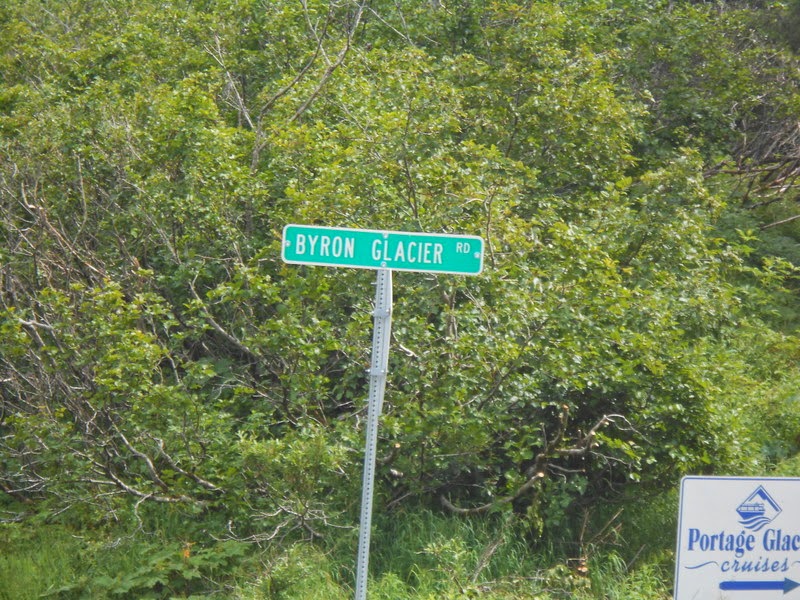 BYRON GLACIER RD
Portage Glac
cruises